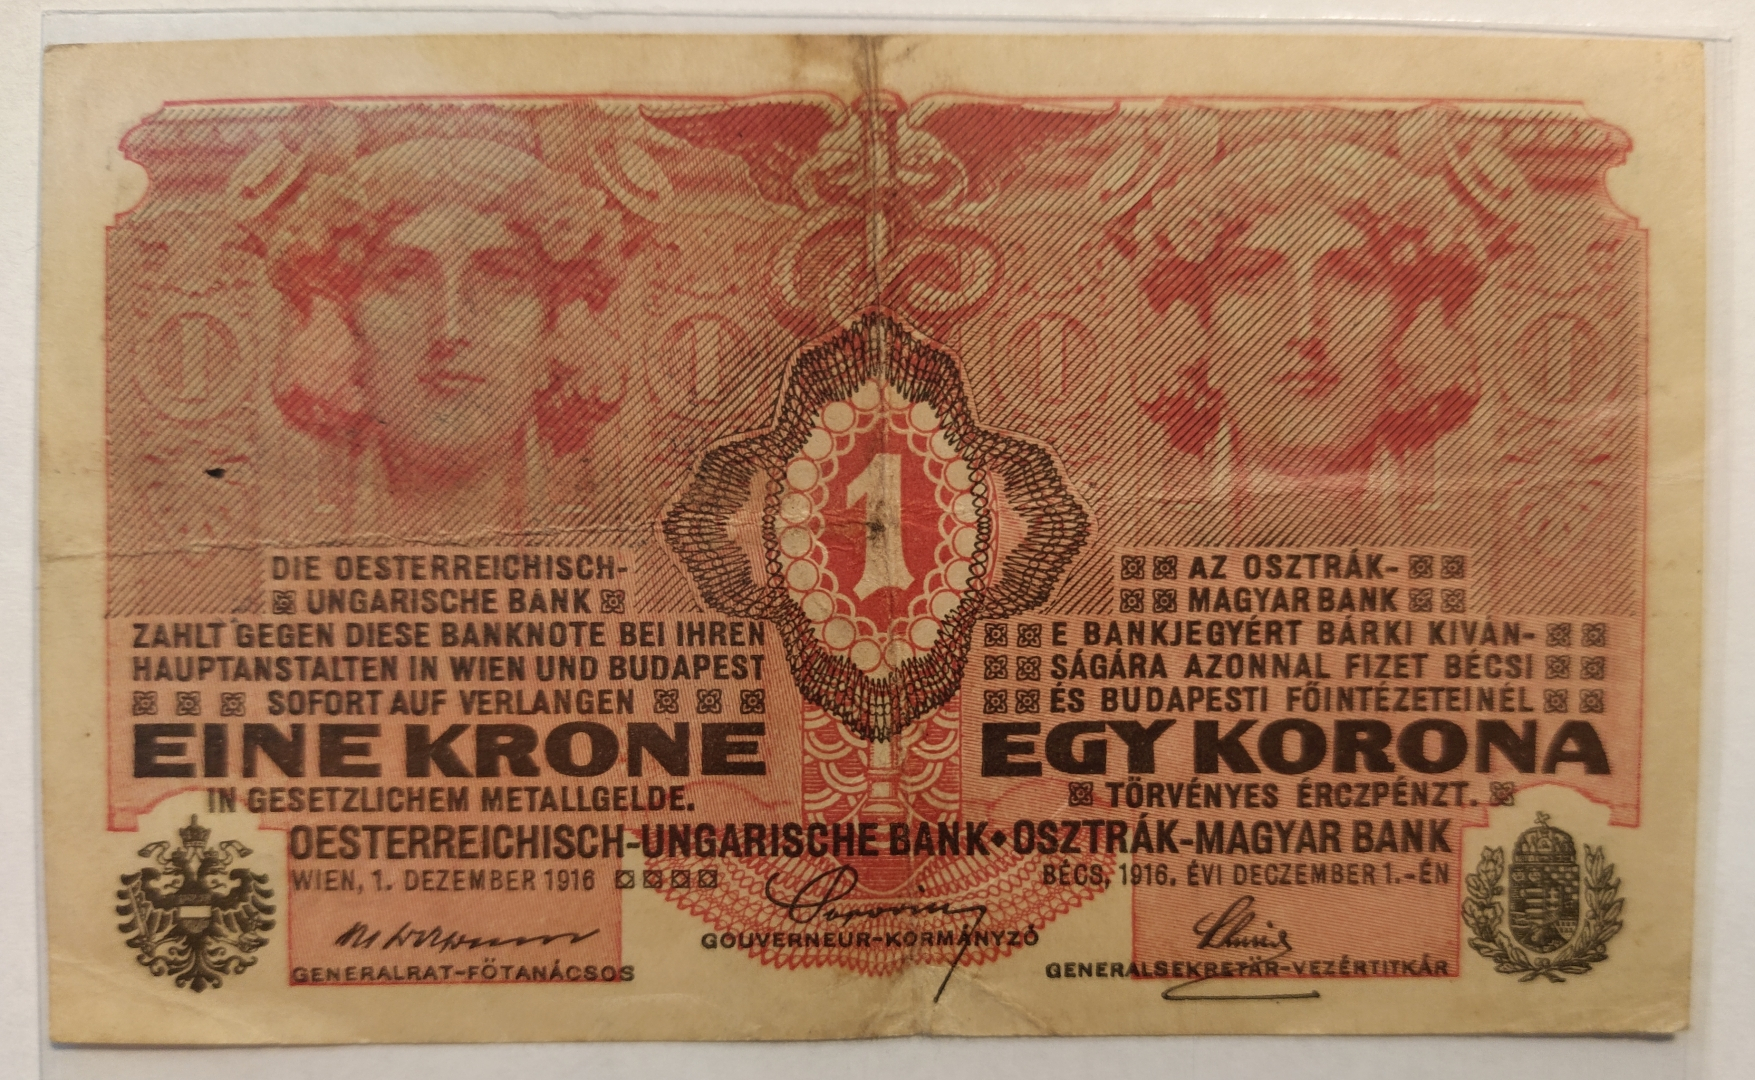 1
DIE OESTERREICHISCH-
UNGARISCHE BANK
ZAHLT GEGEN DIESE BANKNOTE BEI IHREN
HAUPTANSTALTEN IN WIEN UND BUDAPEST
SOFORT AUF VERLANGEN
EINE KRONE
IN GESETZLICHEM METALLGELDE.
AZ OSZTRÁK-
MAGYAR BANK
E BANKJEGYÉRT BÁRKI KIVÁN-
SÁGÁRA AZONNAL FIZET BÉCSI
ÉS BUDAPESTI FŐINTÉZETEINÉL
EGY KORONA
TÖRVÉNYES ÉRCZPÉNZT.
OESTERREICHISCH-UNGARISCHE BANK • OSZTRÁK-MAGYAR BANK
WIEN, 1. DEZEMBER 1916
BÉCS, 1916. ÉVI DECZEMBER 1.-ÉN
GENERALRAT-FŐTANÁCSOS
GOUVERNEUR-KORMÁNYZÓ
GENERALSEKRETÄR-VEZÉRTITKÁR